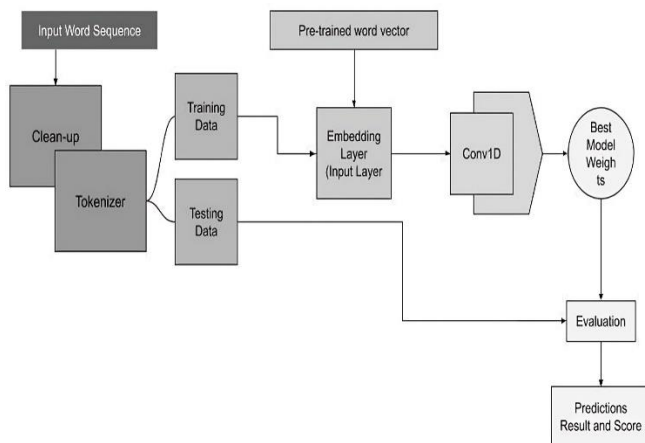 Input Word Sequence
Pre-trained word vector
Clean-up
Tokenizer
Training
Data
Testing
Data
Embedding
Layer
(Input Layer
Conv1D
Best
Model
Weigh
ts
Evaluation
Predictions
Result and Score